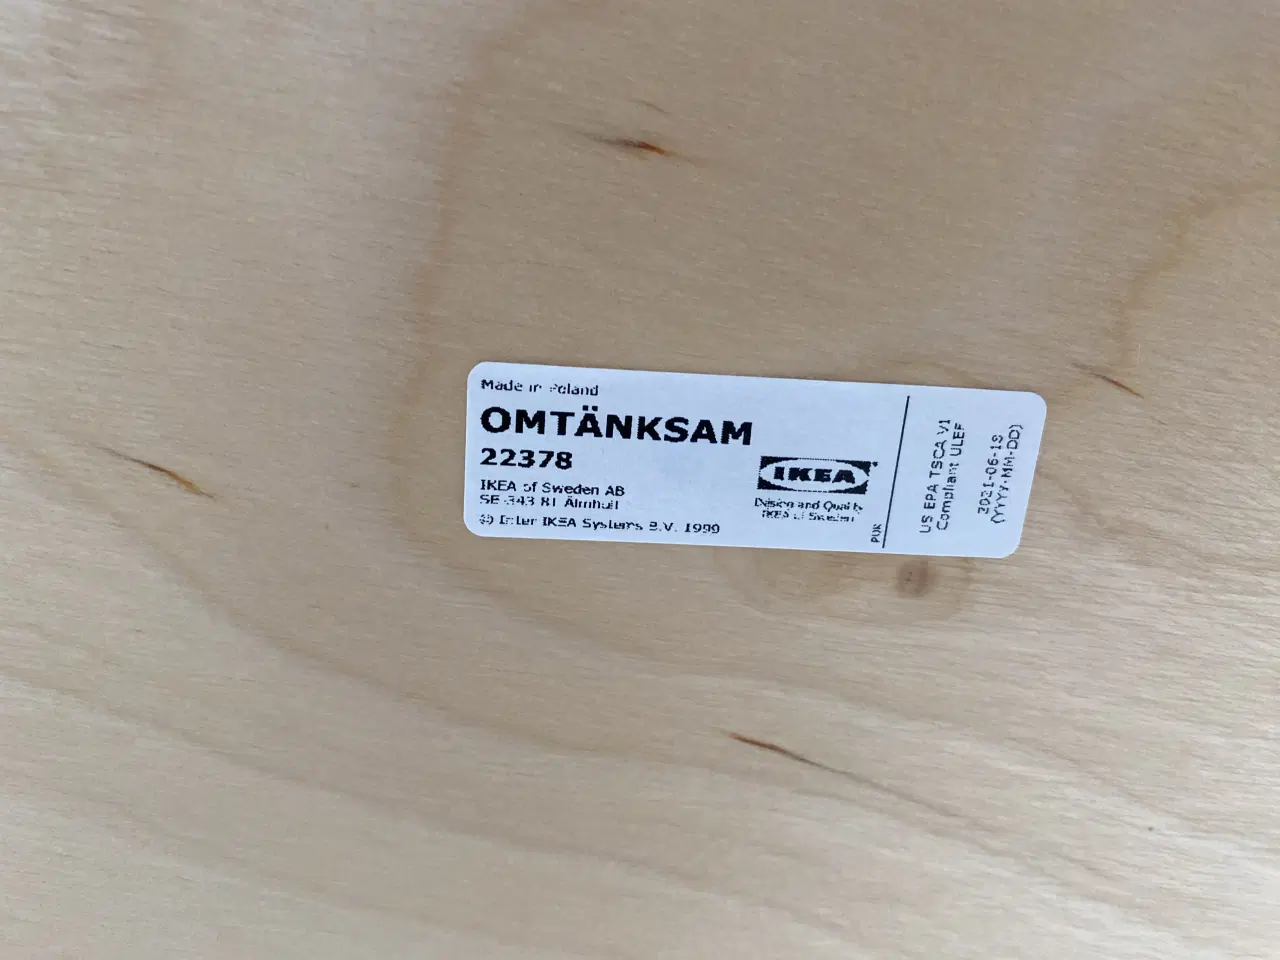 Made in Poland
OMTÄNKSAM
22378
IKEA of Sweden AB
SE-343 81 Älmhult
© Inter IKEA Systems B.V. 1999
IKEA
Design and Quality
IKEA of Sweden
PUR
US EPA TSCA VI
Compliant ULEF
2021-06-18
(YYYY-MM-DD)